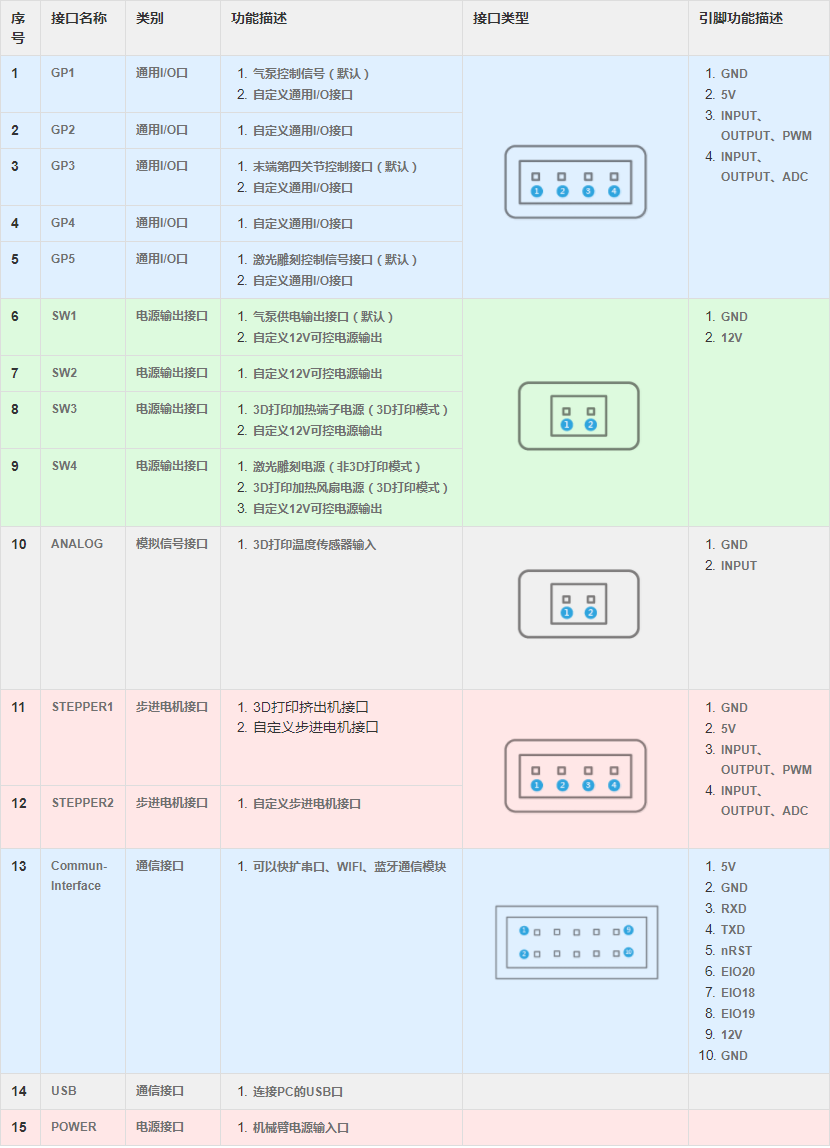 序号 接口名称 类别 功能描述 接口类型 引脚功能描述
1 GP1 通用I/O口 1. 气泵控制信号（默认）
2. 自定义通用I/O接口
2 GP2 通用I/O口 1. 自定义通用I/O接口
3 GP3 通用I/O口 1. 末端第四关节控制接口（默认）
2. 自定义通用I/O接口
4 GP4 通用I/O口 1. 自定义通用I/O接口
5 GP5 通用I/O口 1. 激光雕刻控制信号接口（默认）
2. 自定义通用I/O接口
1 2 3 4
1. GND
2. 5V
3. INPUT、
OUTPUT、PWM
4. INPUT、
OUTPUT、ADC
6 SW1 电源输出接口 1. 气泵供电输出接口（默认）
2. 自定义12V可控电源输出
7 SW2 电源输出接口 1. 自定义12V可控电源输出
8 SW3 电源输出接口 1. 3D打印加热端子电源（3D打印模式）
2. 自定义12V可控电源输出
9 SW4 电源输出接口 1. 激光雕刻电源（非3D打印模式）
2. 3D打印加热风扇电源（3D打印模式）
3. 自定义12V可控电源输出
1 2
1. GND
2. 12V
10 ANALOG 模拟信号接口 1. 3D打印温度传感器输入
1 2
1. GND
2. INPUT
11 STEPPER1 步进电机接口 1. 3D打印挤出机接口
2. 自定义步进电机接口
12 STEPPER2 步进电机接口 1. 自定义步进电机接口
1 2 3 4
1. GND
2. 5V
3. INPUT、
OUTPUT、PWM
4. INPUT、
OUTPUT、ADC
13 Commun-
Interface 通信接口 1. 可以快扩串口、WIFI、蓝牙通信模块
1 9
2 10
1. 5V
2. GND
3. RXD
4. TXD
5. nRST
6. EIO20
7. EIO18
8. EIO19
9. 12V
10. GND
14 USB 通信接口 1. 连接PC的USB口
15 POWER 电源接口 1. 机械臂电源输入口